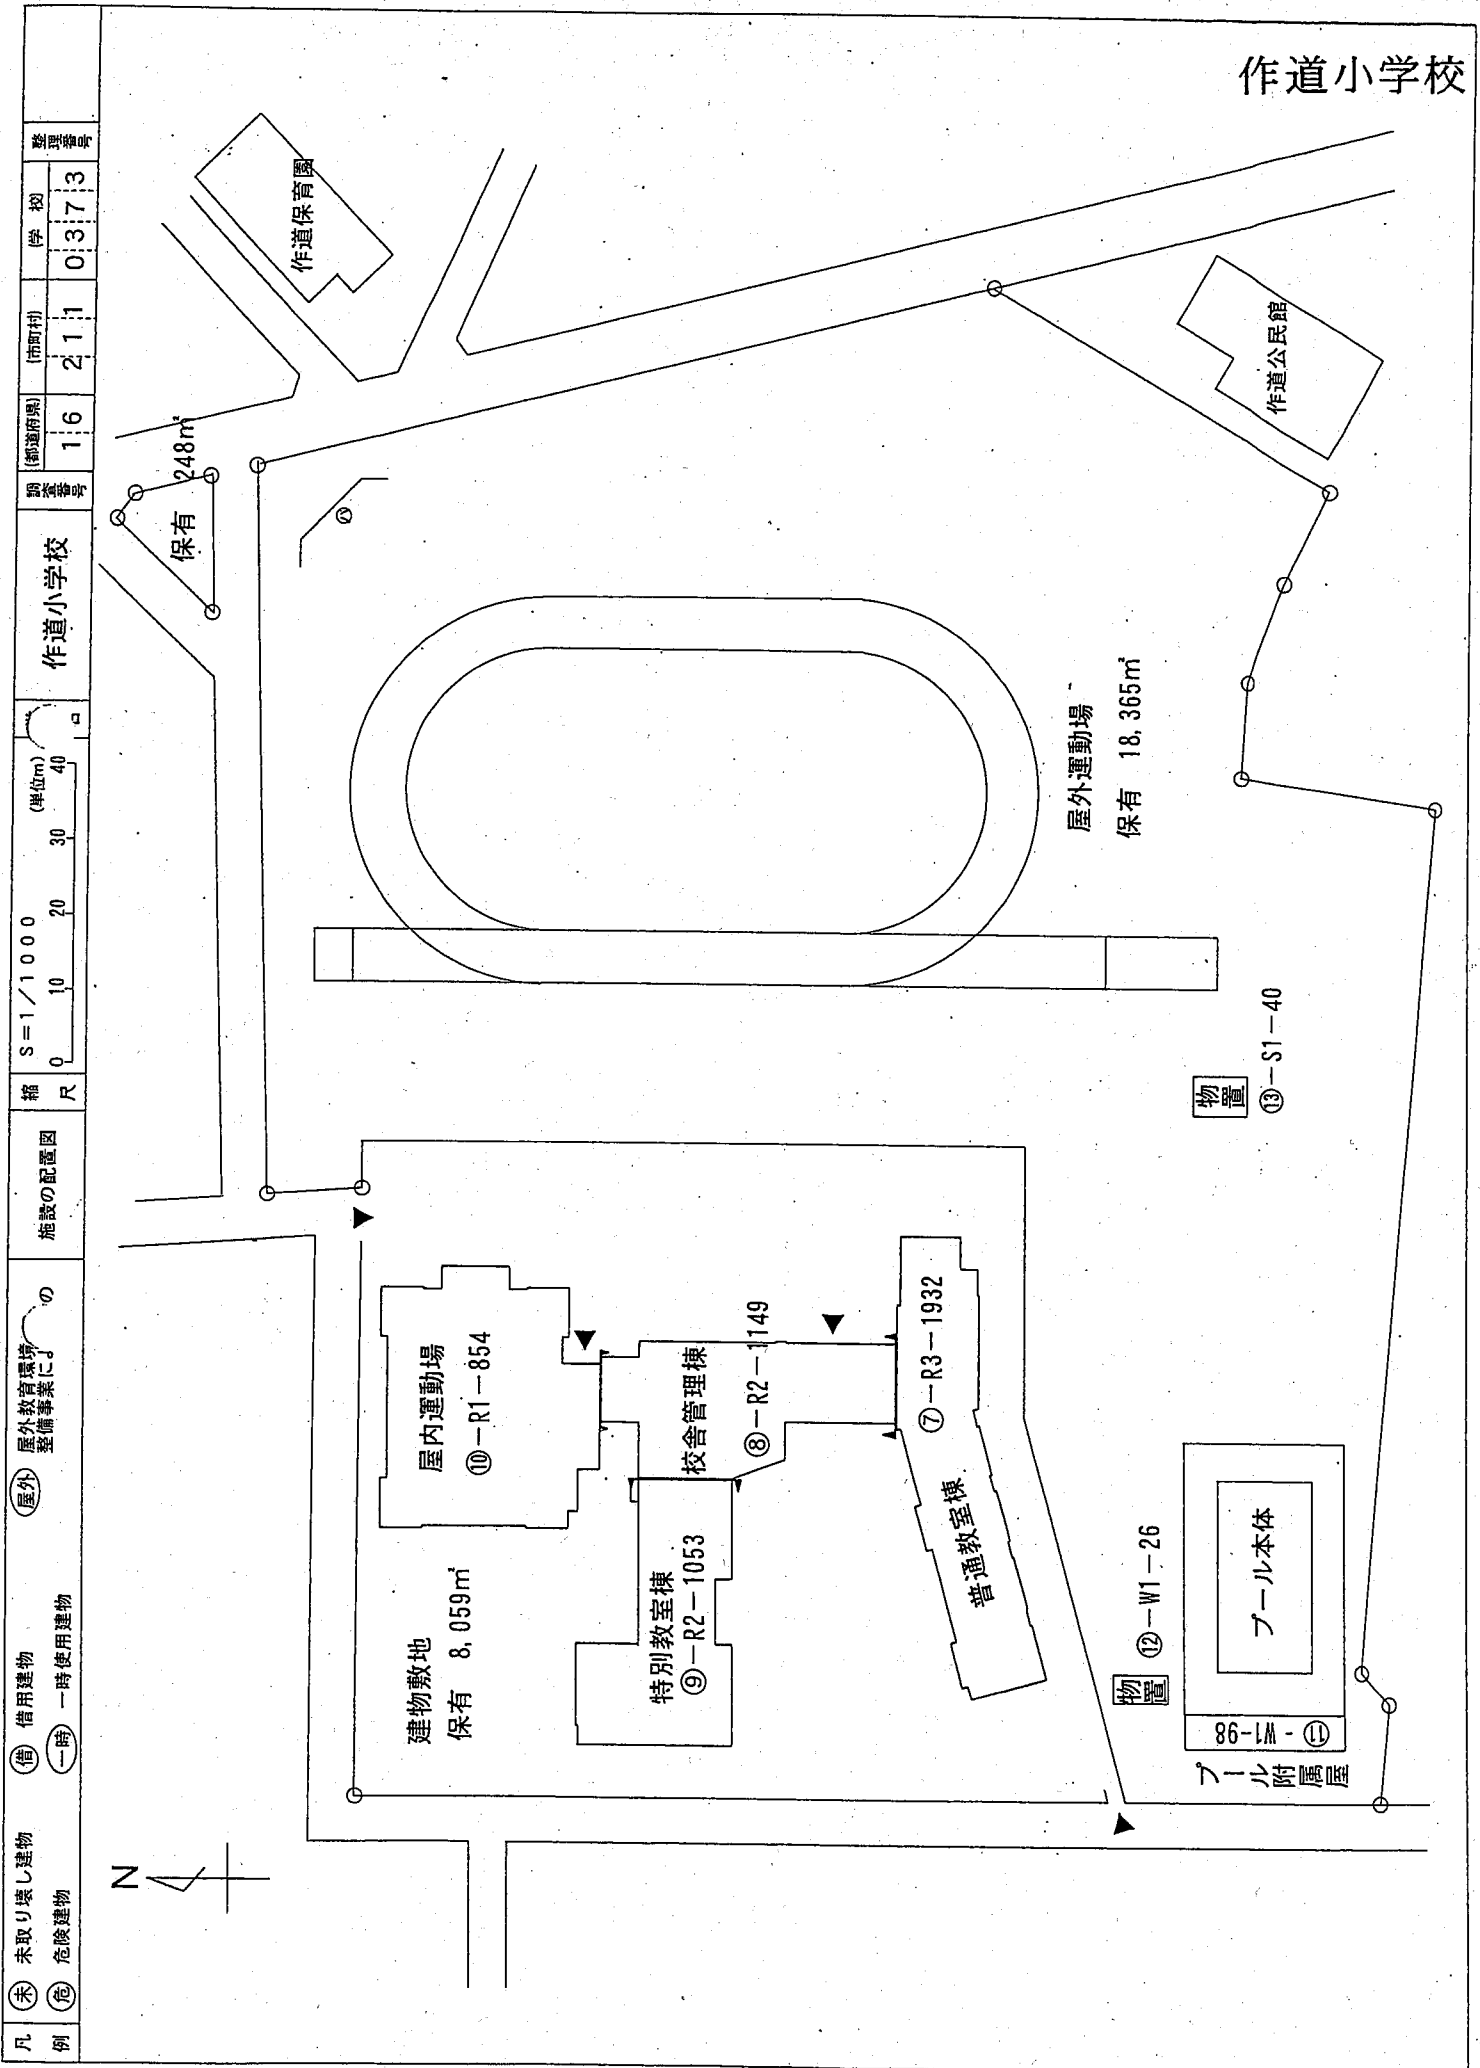 作道小学校
凡例
未 未取り壊し建物
危 危険建物
借 借用建物
一時 一時使用建物
屋外 屋外教育環境
整備事業によ の
施設の配置図
縮尺
S=1/1000
(単位m)
0 10 20 30 40
作道小学校
調査番号
(都道府県)
16
(市町村)
211
(学校)
0373
整理番号
N
保有 248㎡
作道保育園
作道公民館
屋外運動場
保有 18,365㎡
建物敷地
保有 8,059㎡
屋内運動場
⑩-R1-854
校舎管理棟
⑧-R2-1149
特別教室棟
⑨-R2-1053
⑦-R3-1932
普通教室棟
物置
⑬-S1-40
物置
⑫-W1-26
プール本体
⑪-W1-98
プール附属屋